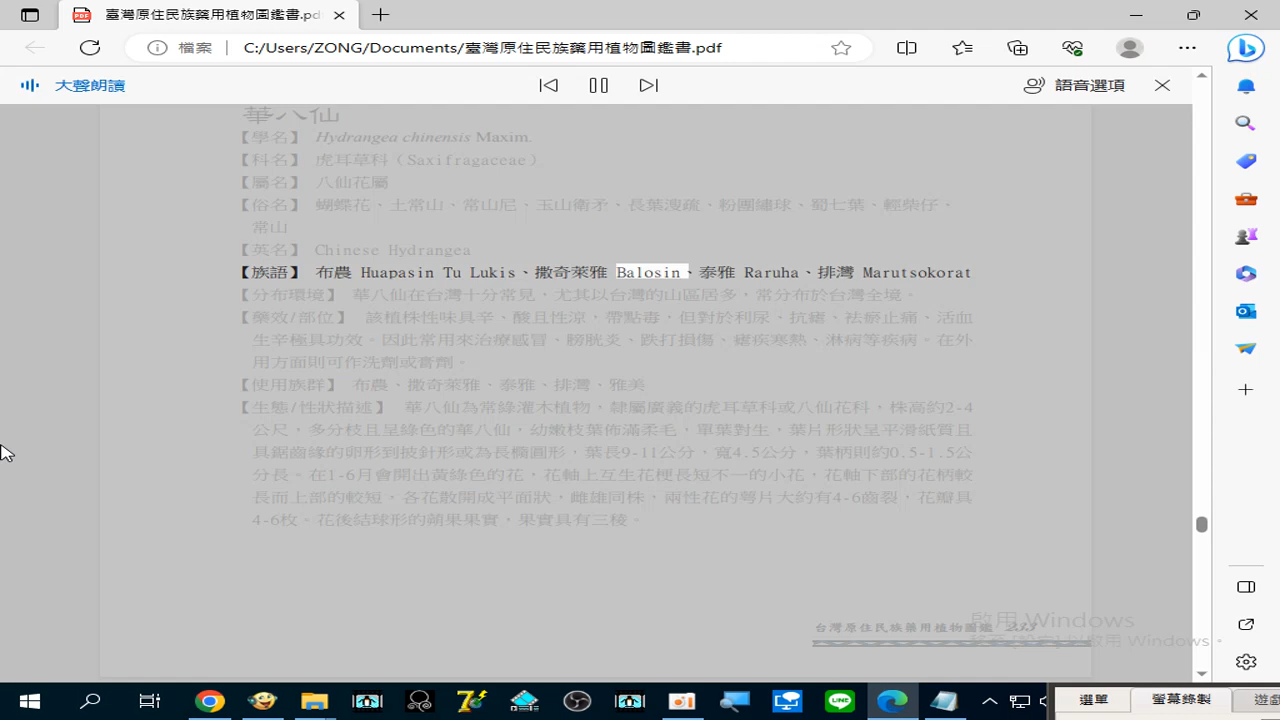 臺灣原住民族藥用植物圖鑑書.pd
檔案 C:/Users/ZONG/Documents/臺灣原住民族藥用植物圖鑑書.pdf
大聲朗讀
語音選項
華八仙
【學名】 Hydrangea chinensis Maxim.
【科名】 虎耳草科（Saxifragaceae）
【屬名】 八仙花屬
【俗名】 蝴蝶花、土常山、常山尼、玉山衛矛、長葉溲疏、粉團繡球、蜀七葉、輕柴仔、
常山
【英名】 Chinese Hydrangea
【族語】 布農 Huapasin Tu Lukis、撒奇萊雅 Balosin、泰雅 Raruha、排灣 Marutsokorat
【分布環境】 華八仙在台灣十分常見，尤其以台灣的山區居多，常分布於台灣全境。
【藥效/部位】 該植株性味具辛、酸且性涼，帶點毒，但對於利尿、抗瘧、袪瘀止痛、活血
生辛極具功效。因此常用來治療感冒、膀胱炎、跌打損傷、瘧疾寒熱、淋病等疾病。在外
用方面則可作洗劑或膏劑。
【使用族群】 布農、撒奇萊雅、泰雅、排灣、雅美
【生態/性狀描述】 華八仙為常綠灌木植物，隸屬廣義的虎耳草科或八仙花科，株高約2-4
公尺，多分枝且呈綠色的華八仙，幼嫩枝葉佈滿柔毛，單葉對生，葉片形狀呈平滑紙質且
具鋸齒緣的卵形到披針形或為長橢圓形，葉長9-11公分，寬4.5公分，葉柄則約0.5-1.5公
分長。在1-6月會開出黃綠色的花，花軸上互生花梗長短不一的小花，花軸下部的花柄較
長而上部的較短，各花散開成平面狀，雌雄同株，兩性花的萼片大約有4-6齒裂，花瓣具
4-6枚。花後結球形的蒴果果實，果實具有三稜。
台灣原住民族藥用植物圖鑑
啟用 Windows
移至 [設定] 以啟用 Windows。
選單
螢幕錄製
遊戲